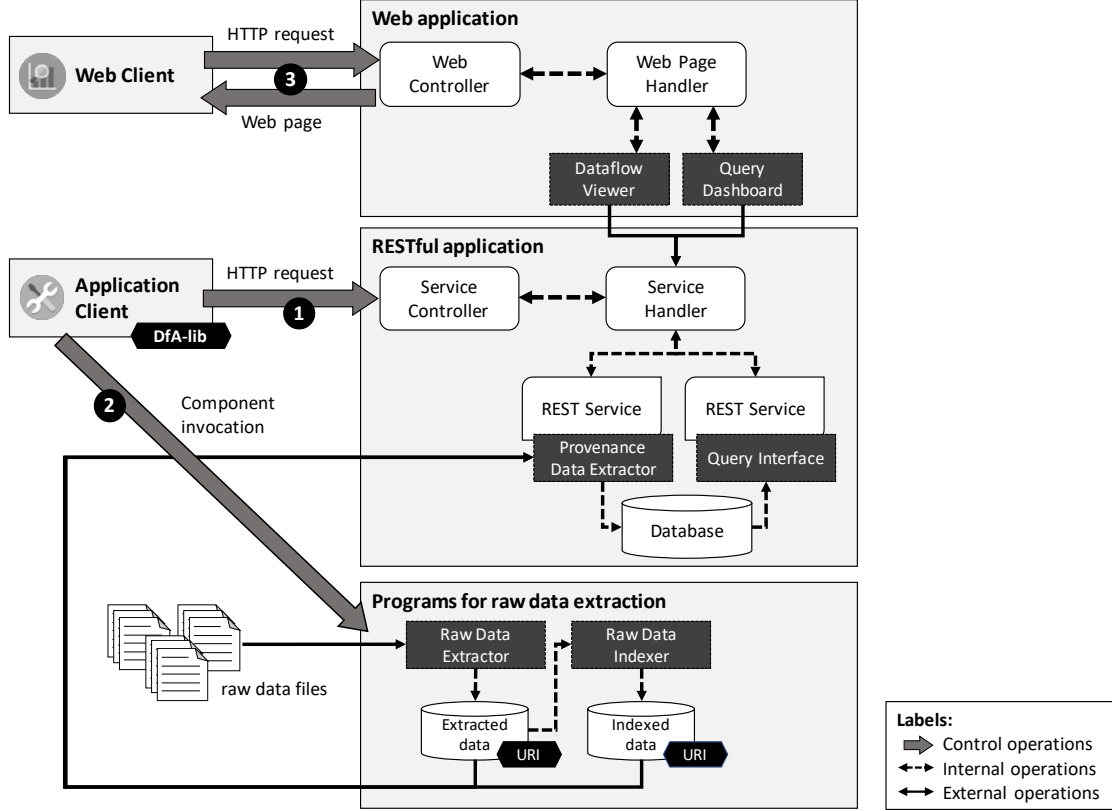 Web application
HTTP request
Web Client
3
Web page
Web
Controller
Web Page
Handler
Dataflow
Viewer
Query
Dashboard
RESTful application
HTTP request
Application
Client
DfA-lib
1
Service
Controller
Service
Handler
2
Component
invocation
REST Service
REST Service
Provenance
Data Extractor
Query Interface
Database
Programs for raw data extraction
raw data files
Raw Data
Extractor
Raw Data
Indexer
Extracted
data
URI
Indexed
data
URI
Labels:
Control operations
Internal operations
External operations